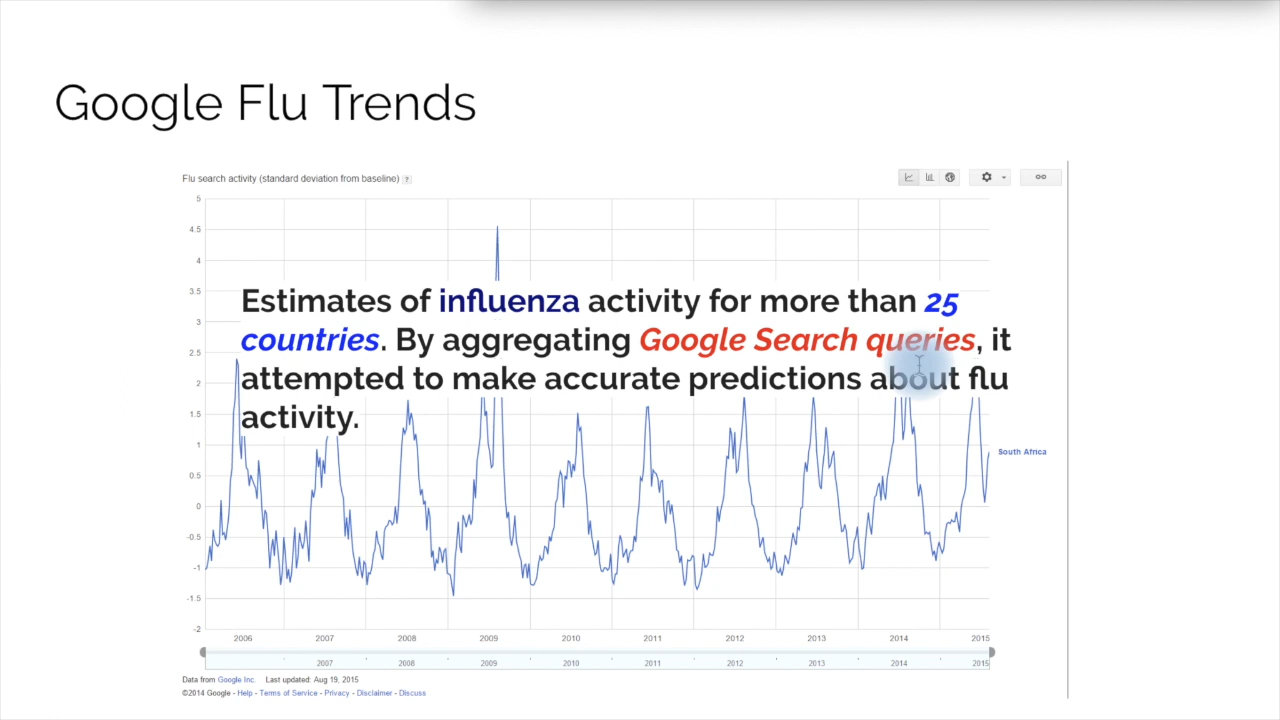 Google Flu Trends
Flu search activity (standard deviation from baseline) ?
5
4.5
4
3.5
3
2.5
2
1.5
1
0.5
0
-0.5
-1
-1.5
-2
Estimates of influenza activity for more than 25
countries. By aggregating Google Search queries, it
attempted to make accurate predictions about flu
activity.
South Africa
2006 2007 2008 2009 2010 2011 2012 2013 2014 2015
2007 2008 2009 2010 2011 2012 2013 2014 2015
Data from Google Inc. Last updated: Aug 19, 2015
©2014 Google - Help - Terms of Service - Privacy - Disclaimer - Discuss